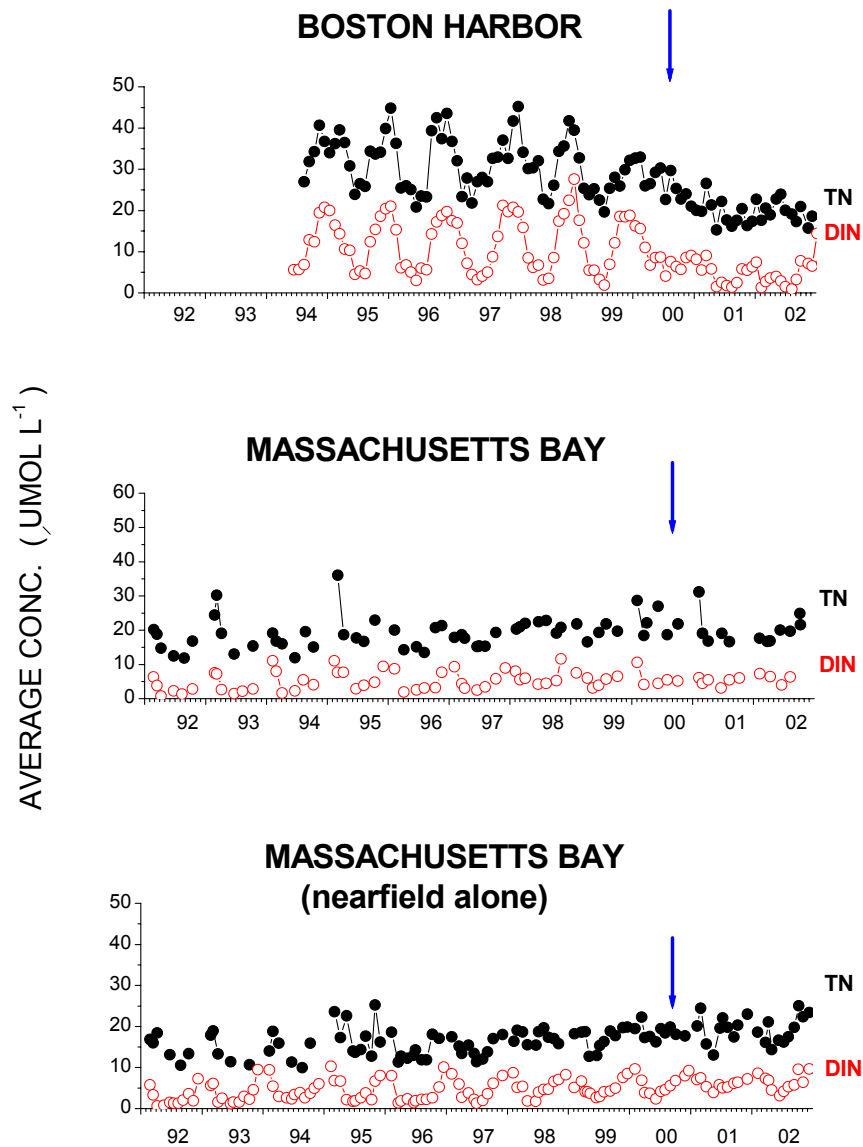 BOSTON HARBOR
50
40
30
20
10
0
TN
DIN
92 93 94 95 96 97 98 99 00 01 02
AVERAGE CONC. ( µMOL L-1 )
MASSACHUSETTS BAY
60
50
40
30
20
10
0
TN
DIN
92 93 94 95 96 97 98 99 00 01 02
MASSACHUSETTS BAY
(nearfield alone)
50
40
30
20
10
0
TN
DIN
92 93 94 95 96 97 98 99 00 01 02